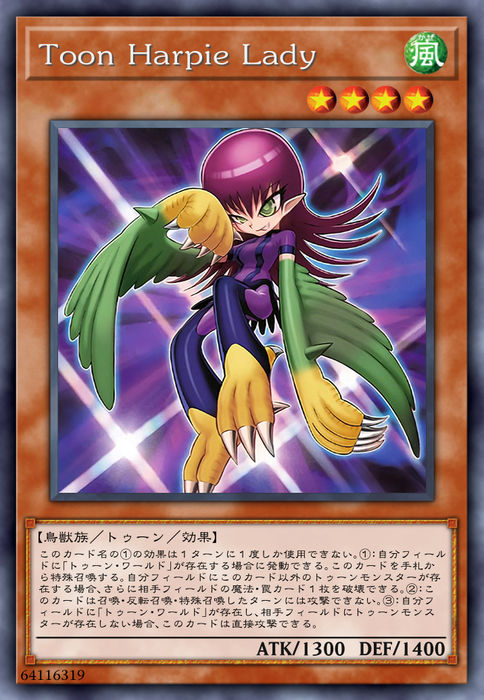 Toon Harpie Lady
かぜ
風
【鳥獣族／トゥーン／効果】
このカード名の①の効果は１ターンに１度しか使用できない。①：自分フィール
ドに「トゥーン・ワールド」が存在する場合に発動できる。このカードを手札か
ら特殊召喚する。自分フィールドにこのカード以外のトゥーンモンスターが存
在する場合、さらに相手フィールドの魔法・罠カード１枚を破壊できる。②：こ
のカードは召喚・反転召喚・特殊召喚したターンには攻撃できない。③：自分フ
ィールドに「トゥーン・ワールド」が存在し、相手フィールドにトゥーンモンス
ターが存在しない場合、このカードは直接攻撃できる。
ATK/1300 DEF/1400
64116319